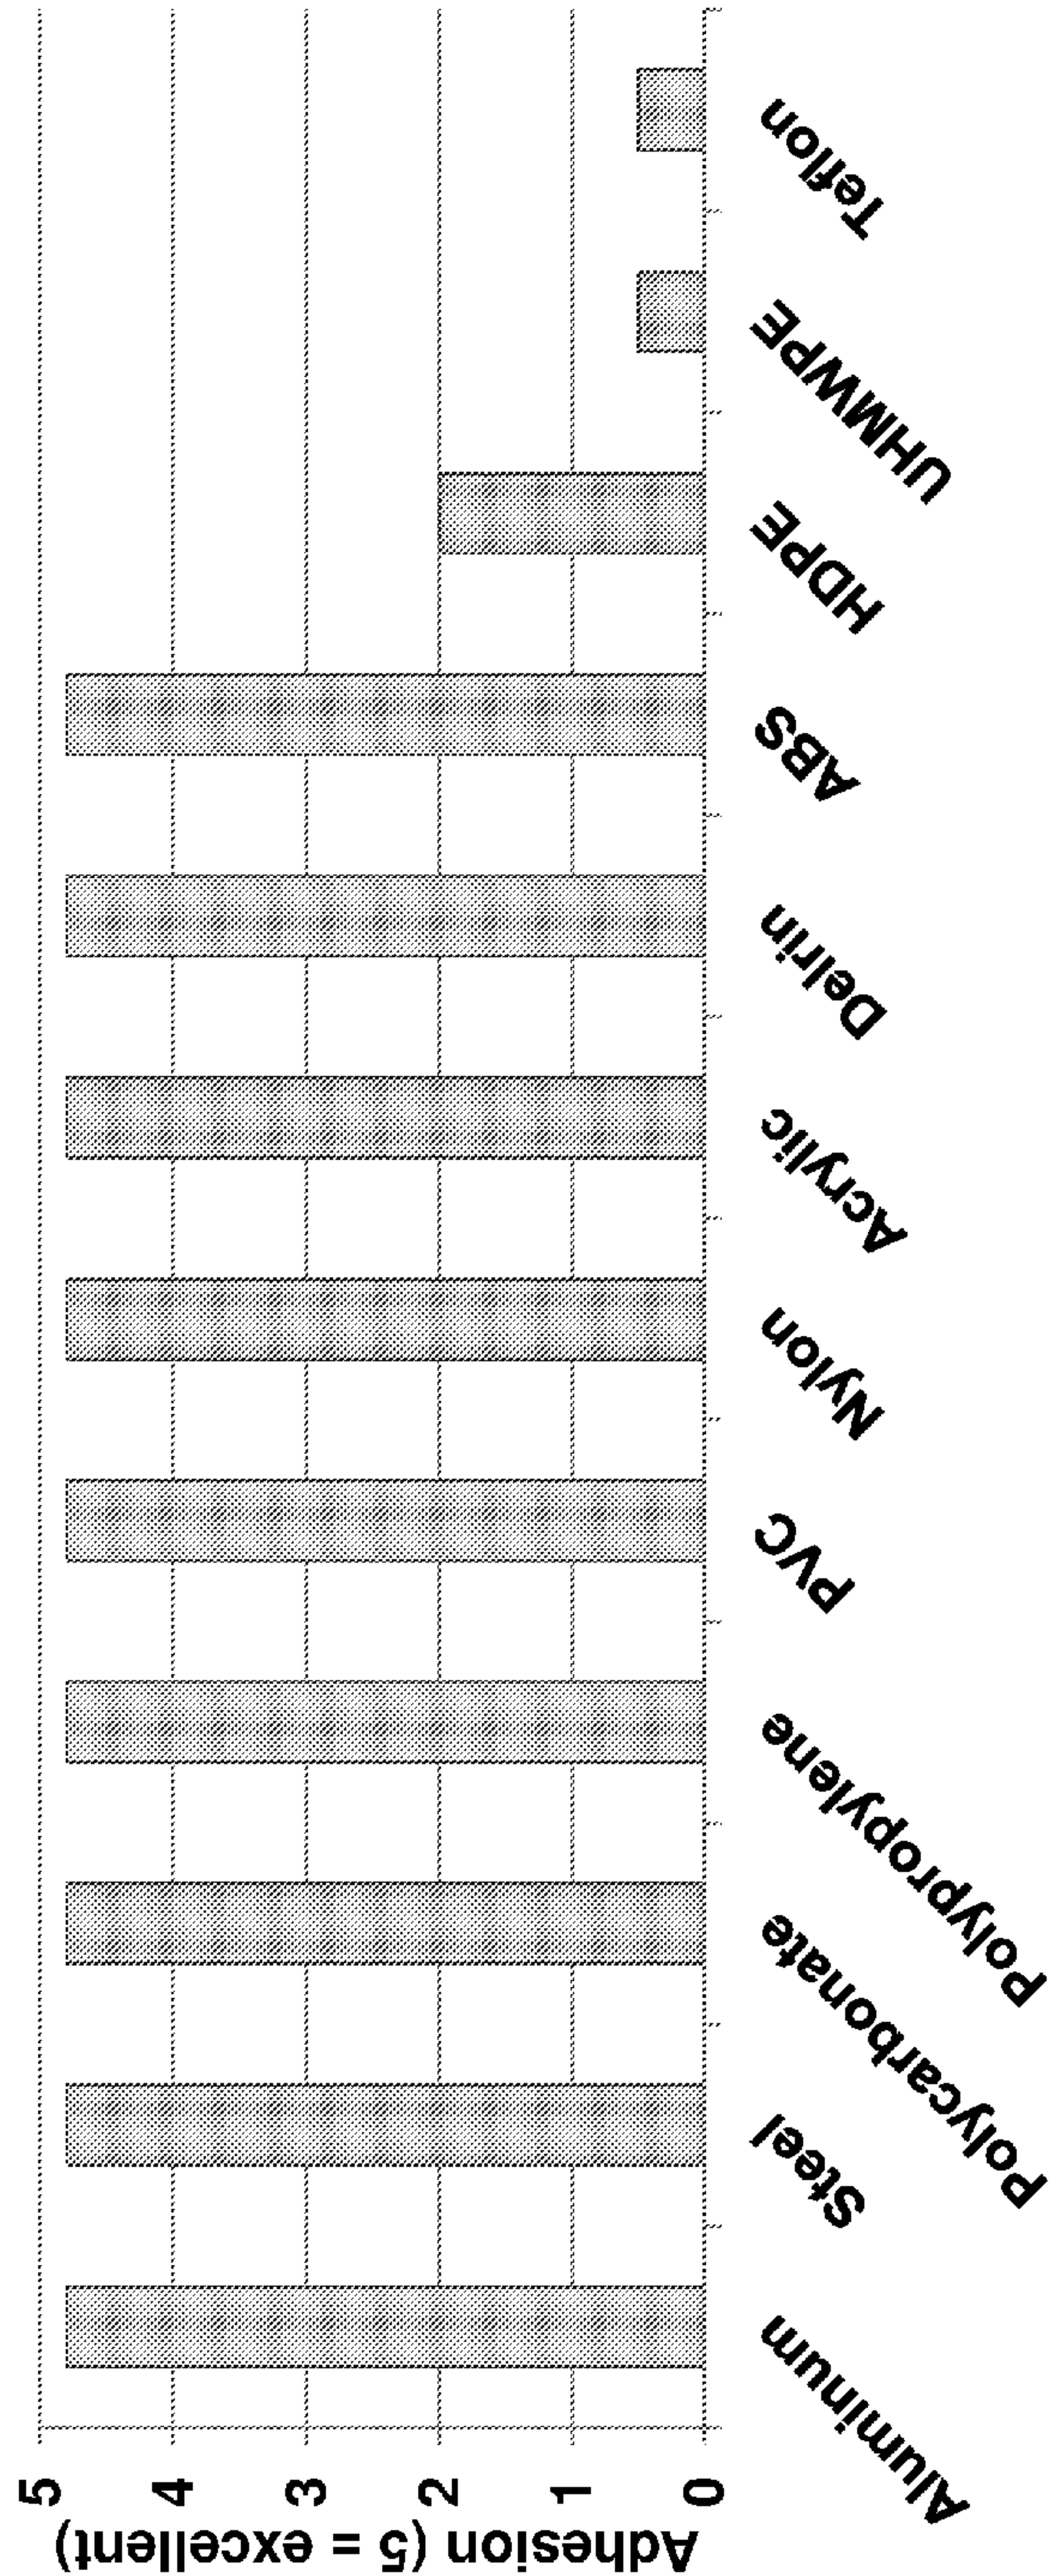 Adhesion (5 = excellent)
5
4
3
2
1
0
Aluminum
Steel
Polycarbonate
Polypropylene
PVC
Nylon
Acrylic
Delrin
ABS
HDPE
UHMWPE
Teflon